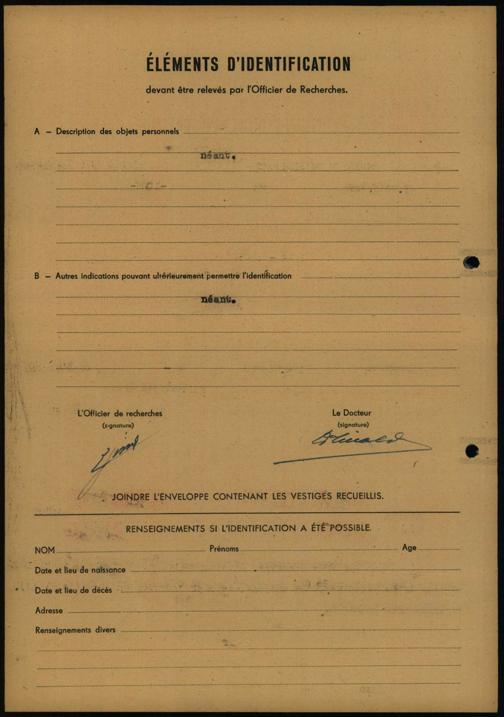 ÉLÉMENTS D'IDENTIFICATION
devant être relevés par l'Officier de Recherches.
A – Description des objets personnels
néant.
B – Autres indications pouvant ultérieurement permettre l'identification
néant.
L'Officier de recherches
(signature)
Le Docteur
(signature)
JOINDRE L'ENVELOPPE CONTENANT LES VESTIGES RECUEILLIS.
RENSEIGNEMENTS SI L'IDENTIFICATION A ÉTÉ POSSIBLE.
NOM Prénoms Age
Date et lieu de naissance
Date et lieu de décès
Adresse
Renseignements divers